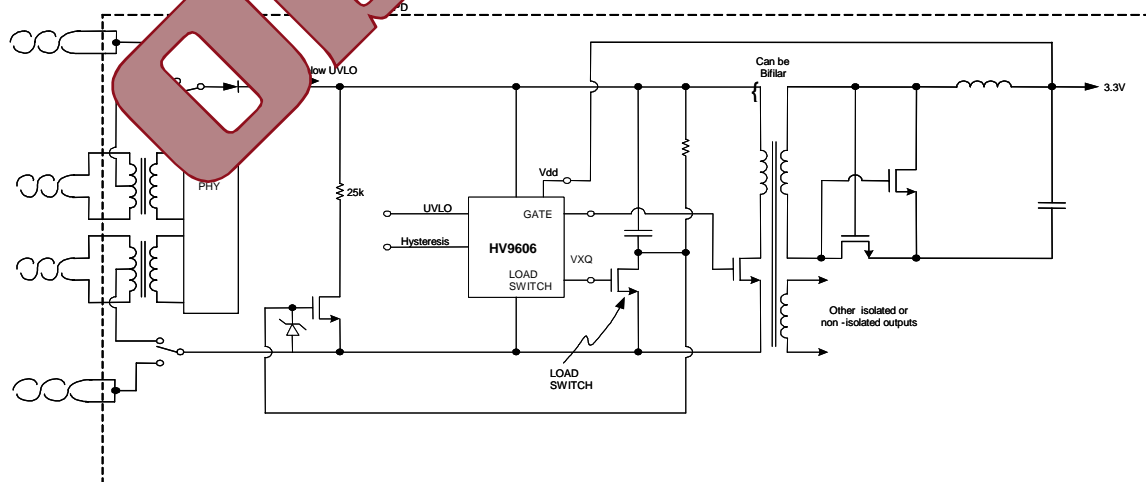 PD
low UVLO
Can be
Bifilar
{
3.3V
Vdd
PHY
25k
UVLO
GATE
Hysteresis
HV9606
VXQ
LOAD
SWITCH
Other isolated or
non -isolated outputs
LOAD
SWITCH